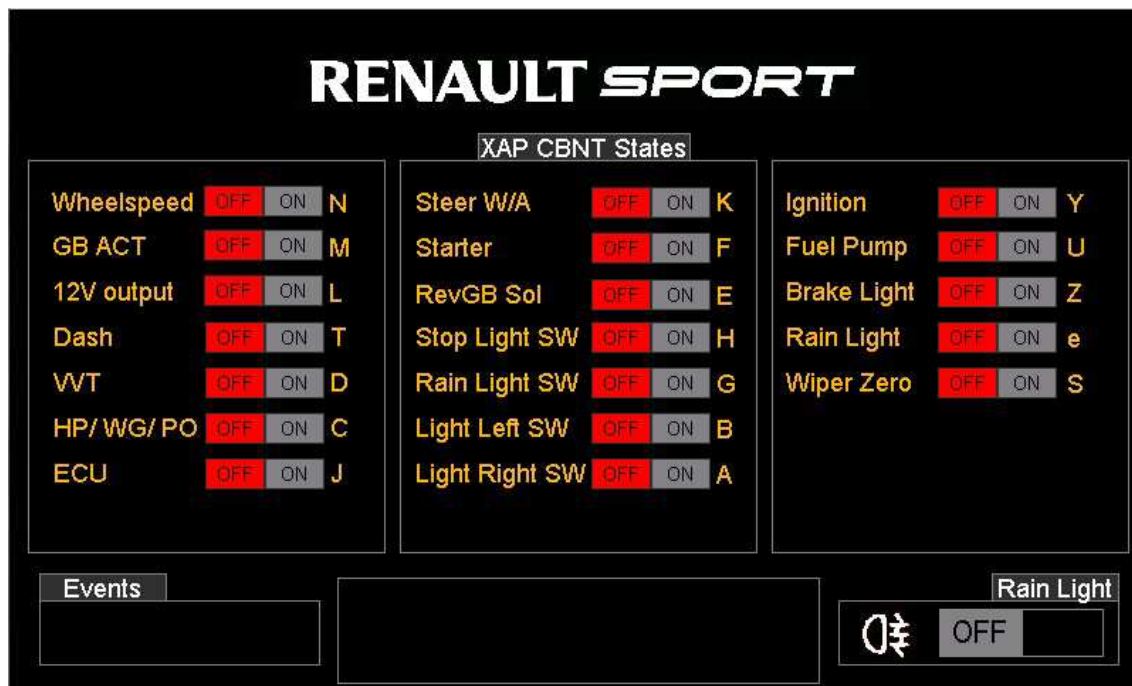 RENAULT SPORT
XAP CBNT States
Wheelspeed OFF ON N
GB ACT OFF ON M
12V output OFF ON L
Dash OFF ON T
VVT OFF ON D
HP/ WG/ PO OFF ON C
ECU OFF ON J
Steer W/A OFF ON K
Starter OFF ON F
RevGB Sol OFF ON E
Stop Light SW OFF ON H
Rain Light SW OFF ON G
Light Left SW OFF ON B
Light Right SW OFF ON A
Ignition OFF ON Y
Fuel Pump OFF ON U
Brake Light OFF ON Z
Rain Light OFF ON e
Wiper Zero OFF ON S
Events
Rain Light
OFF